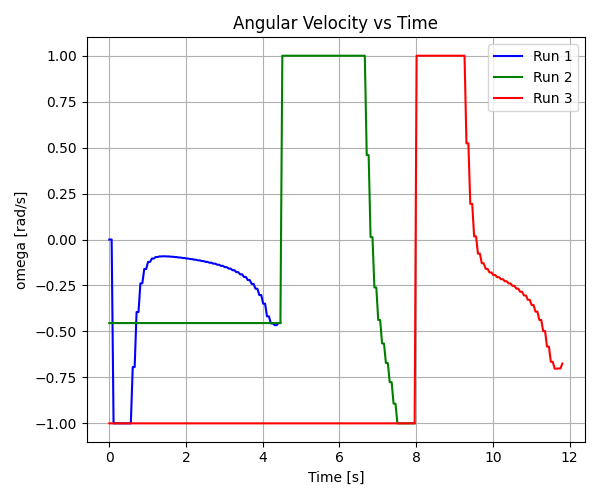 Angular Velocity vs Time
Run 1
Run 2
Run 3
1.00
0.75
0.50
0.25
0.00
−0.25
−0.50
−0.75
−1.00
omega [rad/s]
0 2 4 6 8 10 12
Time [s]